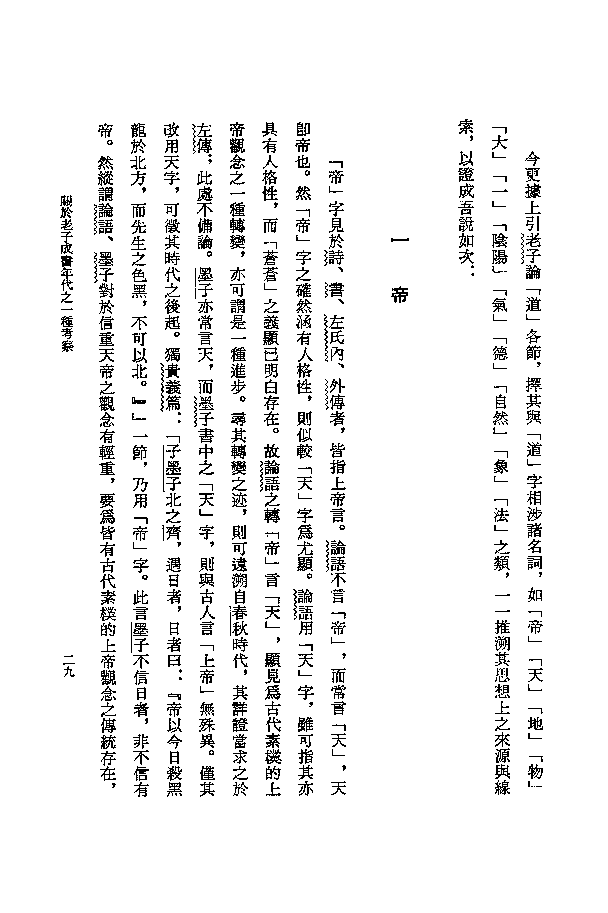 今更據上引老子論「道」各節，擇其與「道」字相涉諸名詞，如「帝」「天」「地」「物」
「大」「一」「陰陽」「氣」「德」「自然」「象」「法」之類，一一推溯其思想上之來源與線
索，以證成吾說如次：
一　帝
「帝」字見於詩、書、左氏內、外傳者，皆指上帝言。論語不言「帝」，而常言「天」，天
卽帝也。然「帝」字之確然涵有人格性，則似較「天」字爲尤顯。論語用「天」字，雖可指其亦
具有人格性，而「蒼蒼」之義顯已明白存在。故論語之轉「帝」言「天」，顯見爲古代素樸的上
帝觀念之一種轉變，亦可謂是一種進步。尋其轉變之迹，則可遠溯自春秋時代，其詳證當求之於
左傳，此處不備論。墨子亦常言天，而墨子書中之「天」字，則與古人言「上帝」無殊異。僅其
改用天字，可徵其時代之後起。獨貴義篇：「子墨子北之齊，遇日者，日者曰：『帝以今日殺黑
龍於北方，而先生之色黑，不可以北。』」一節，乃用「帝」字。此言墨子不信日者，非不信有
帝。然縱謂論語、墨子對於信重天帝之觀念有輕重，要爲皆有古代素樸的上帝觀念之傳統存在，
關於老子成書年代之一種考察
二九